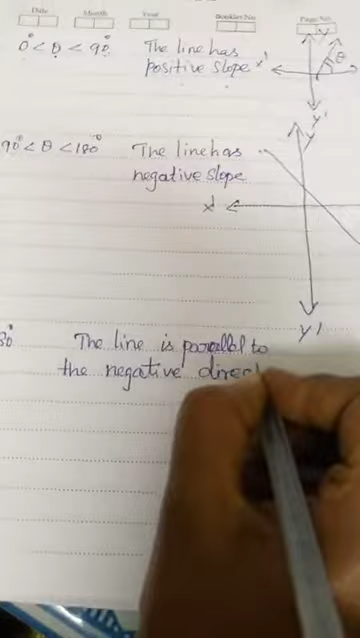 Date Month Year Booklet No. Page No.
0° < θ < 90° The line has
positive slope x'
y
θ
y'
90° < θ < 180° The line has
negative slope
y
x'
y'
The line is parallel to
the negative direc